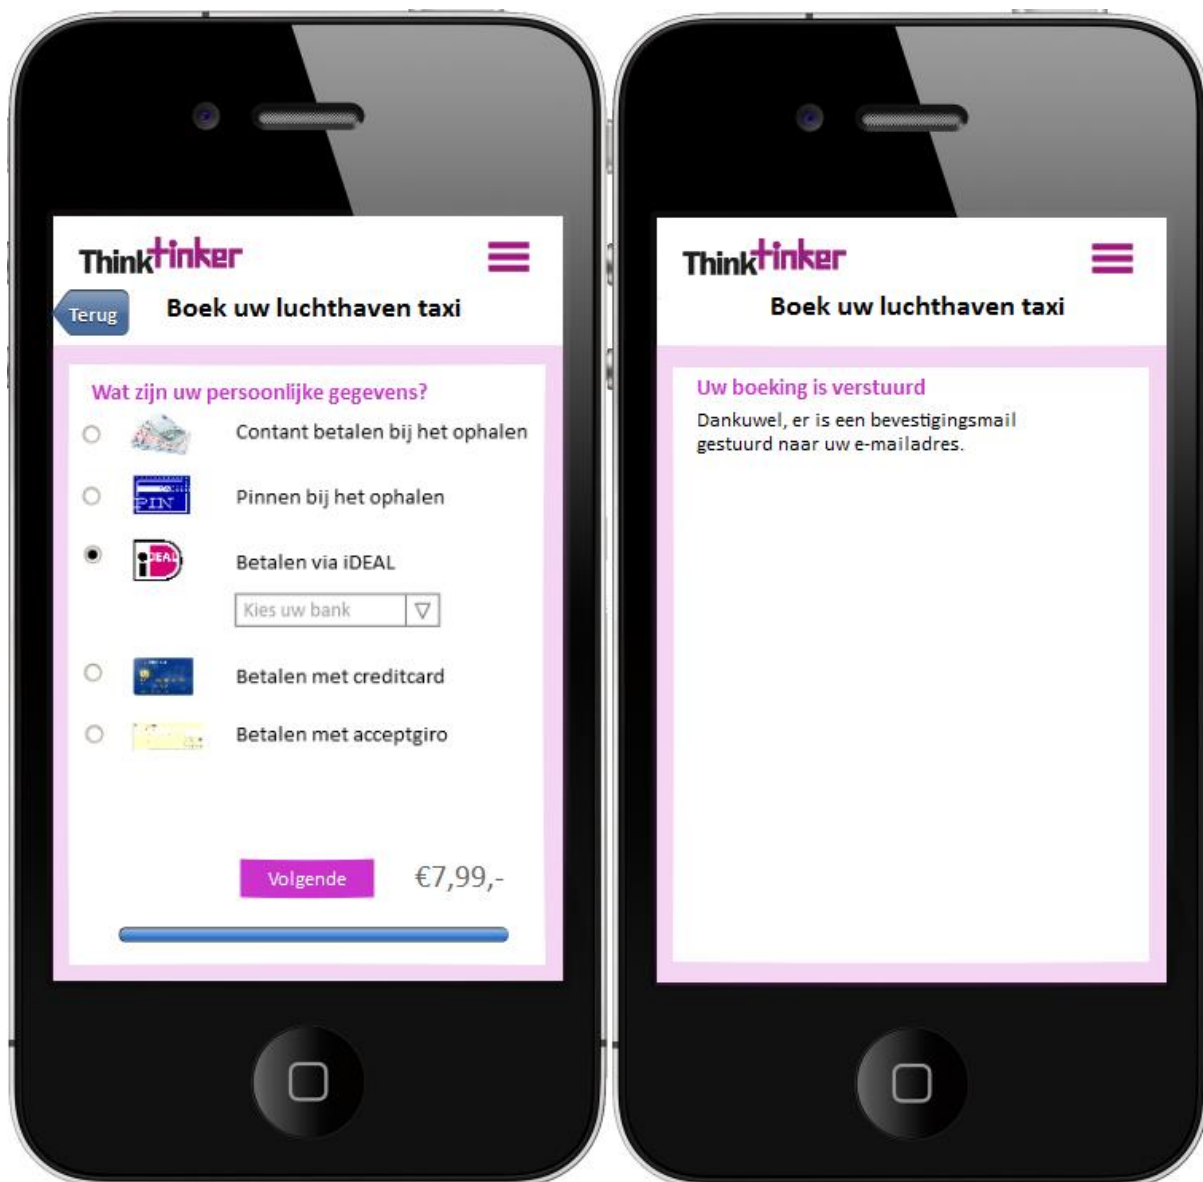 Thinktinker
Terug
Boek uw luchthaven taxi
Wat zijn uw persoonlijke gegevens?
Contant betalen bij het ophalen
PIN
Pinnen bij het ophalen
iDEAL
Betalen via iDEAL
Kies uw bank
Betalen met creditcard
Betalen met acceptgiro
Volgende
€7,99,-
Thinktinker
Boek uw luchthaven taxi
Uw boeking is verstuurd
Dankuwel, er is een bevestigingsmail
gestuurd naar uw e-mailadres.